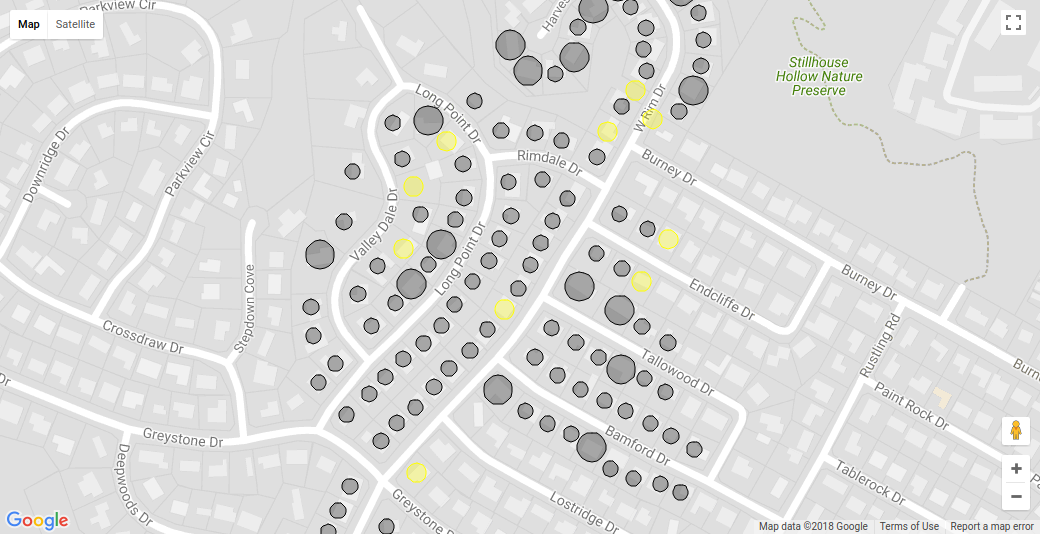 Parkview Cir
Map
Satellite
Harves
Stillhouse
Hollow Nature
Preserve
Long Point Dr
W Rim Dr
Downridge Dr
Parkview Cir
Rimdale Dr
Burney Dr
Valley Dale Dr
Long Point Dr
Stepdown Cove
Endcliffe Dr
Burney Dr
Crossdraw Dr
Rustling Rd
Burne
Tallowood Dr
Dr
Paint Rock Dr
Greystone Dr
Bamford Dr
Deepwoods Dr
Tablerock Dr
P
Greystone D
Lostridge Dr
Google
Map data ©2018 Google
Terms of Use
Report a map error